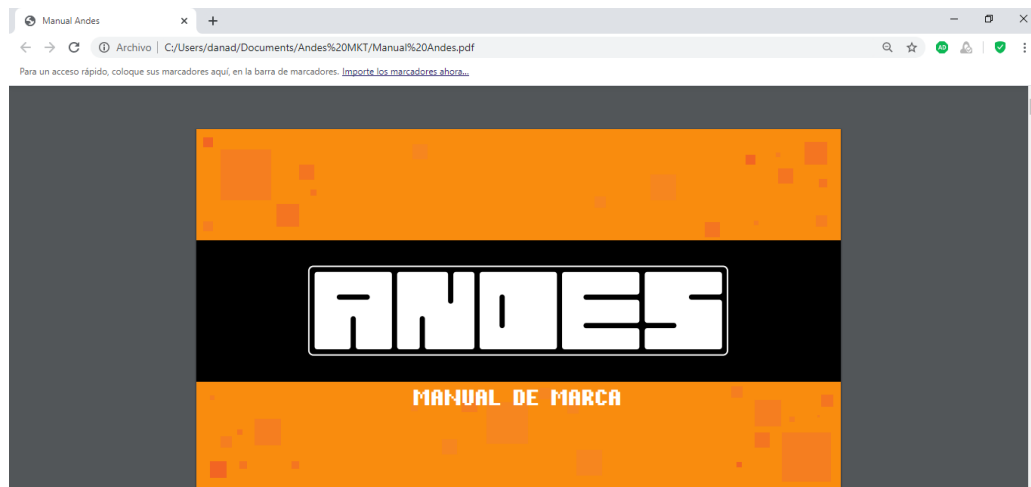 Manual Andes
Archivo | C:/Users/danad/Documents/Andes%20MKT/Manual%20Andes.pdf
AD
Para un acceso rápido, coloque sus marcadores aquí, en la barra de marcadores. Importe los marcadores ahora...
ANDES
MANUAL DE MARCA